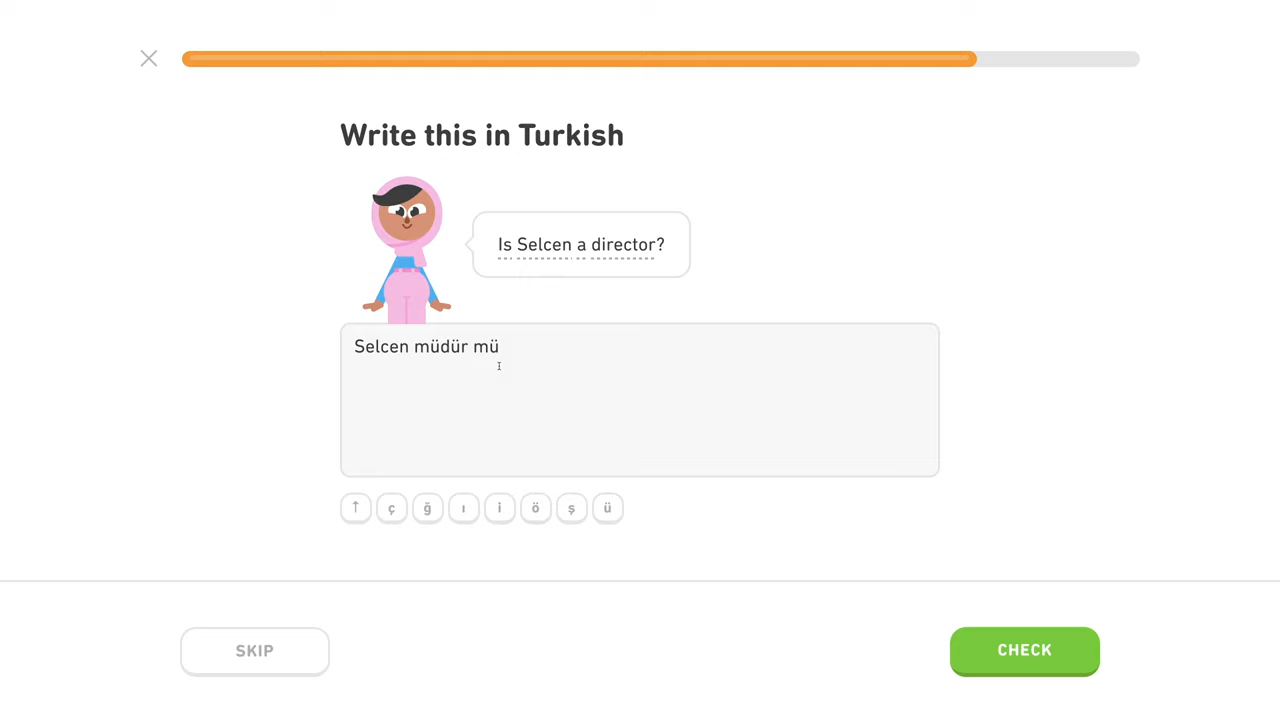 Write this in Turkish
Is Selcen a director?
Selcen müdür mü
↑ ç ğ ı i ö ş ü
SKIP
CHECK